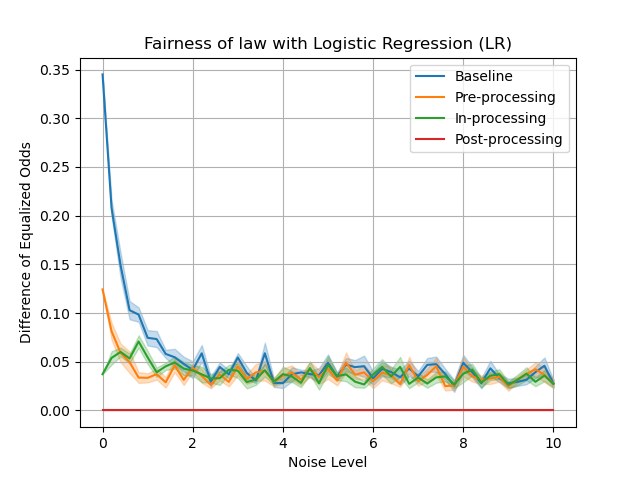 Fairness of law with Logistic Regression (LR)
Baseline
Pre-processing
In-processing
Post-processing
Difference of Equalized Odds
0.35
0.30
0.25
0.20
0.15
0.10
0.05
0.00
0 2 4 6 8 10
Noise Level